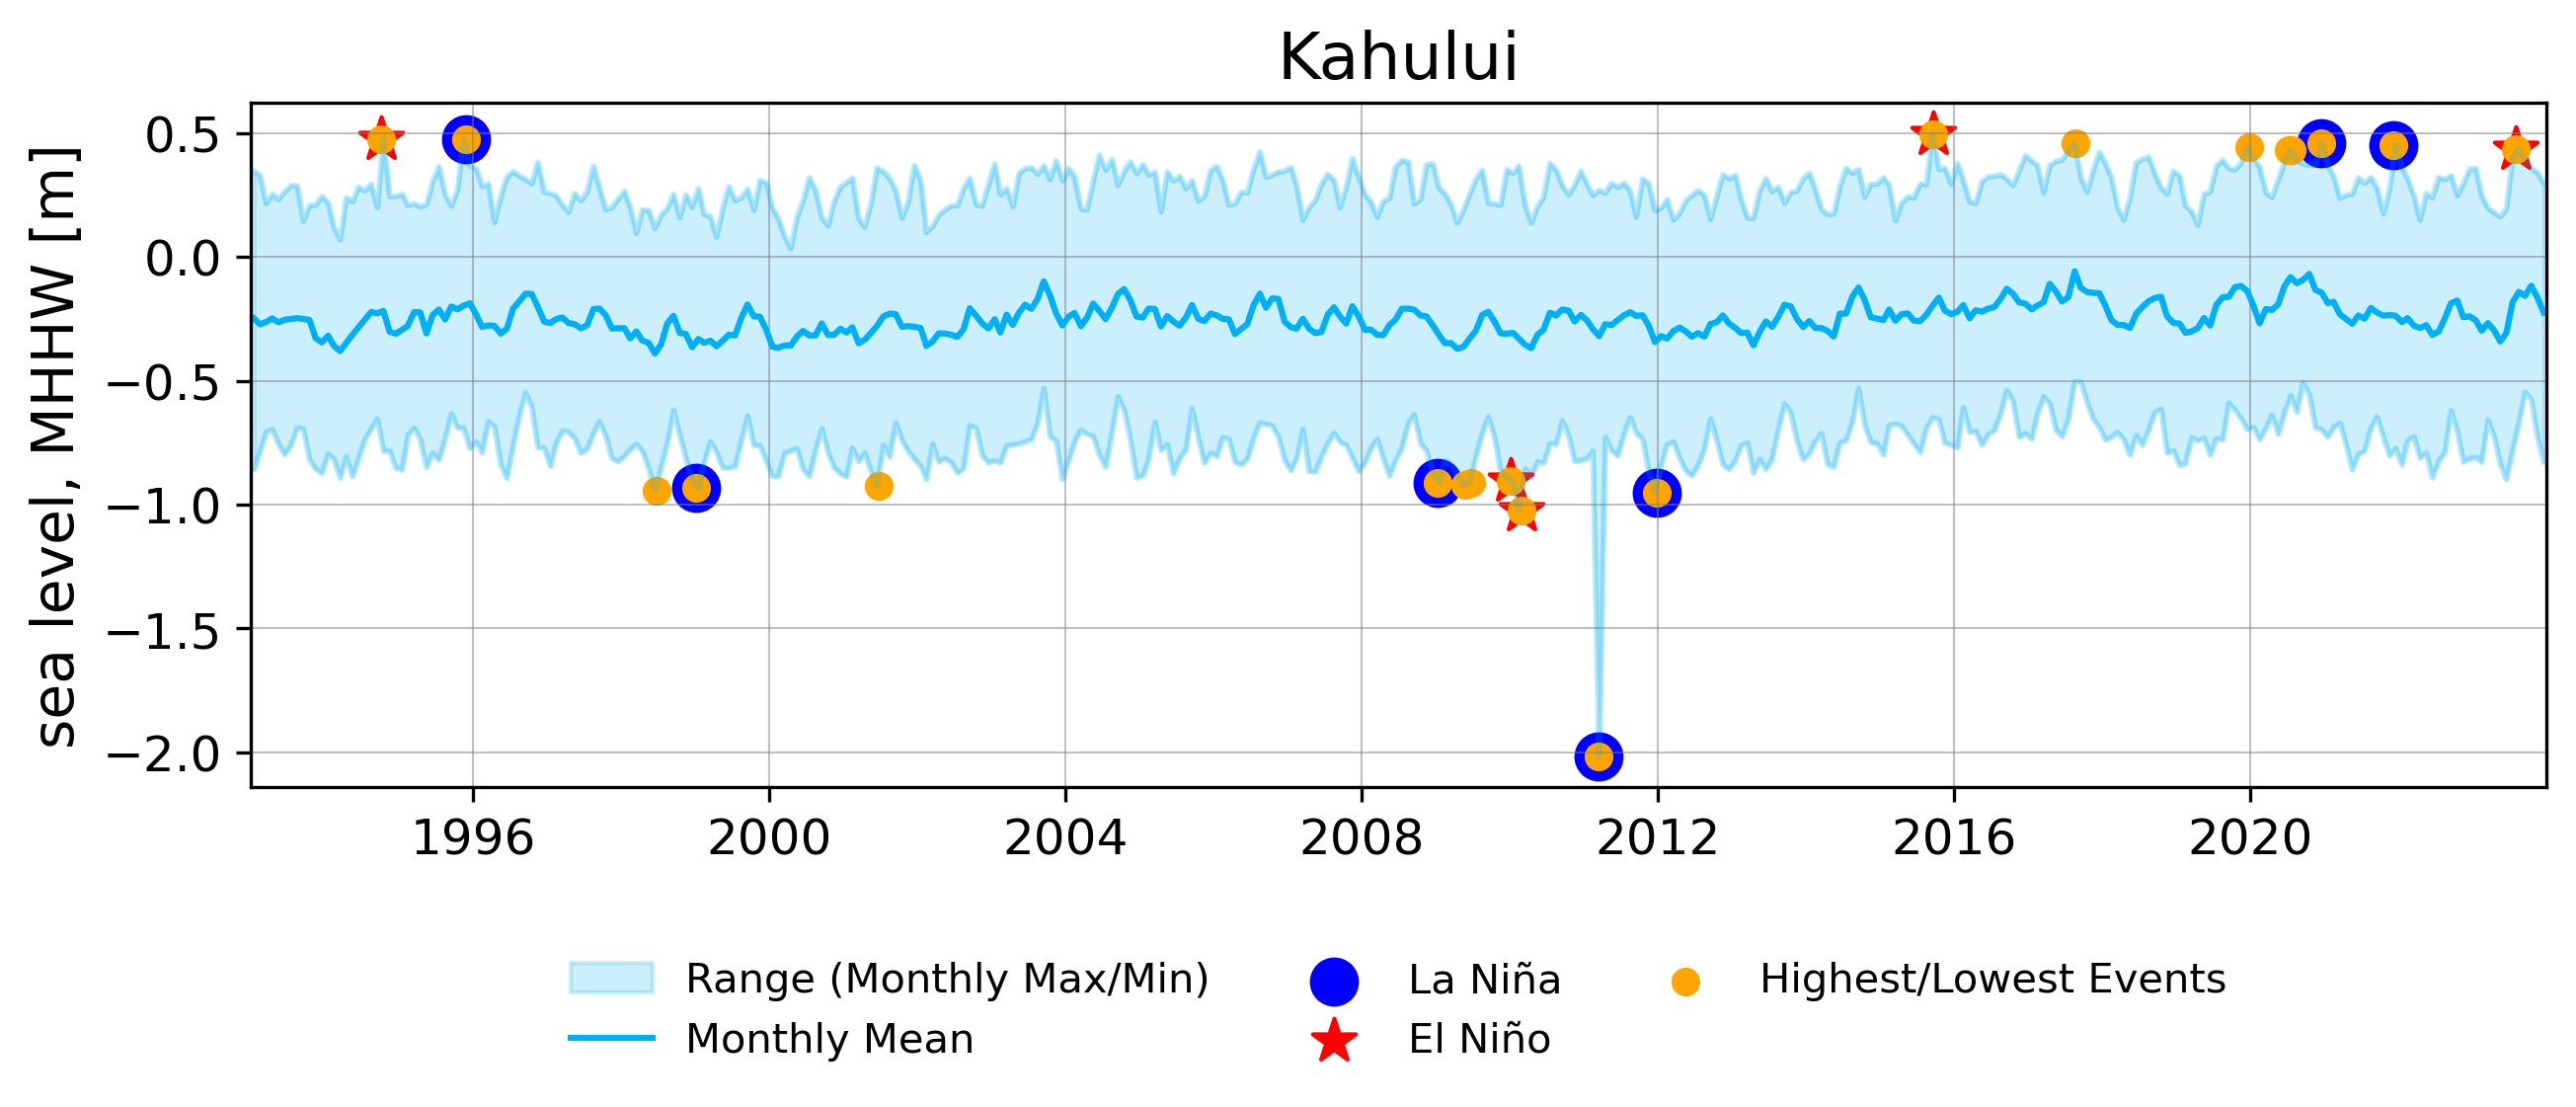 Kahului
sea level, MHHW [m]
0.5
0.0
−0.5
−1.0
−1.5
−2.0
1996 2000 2004 2008 2012 2016 2020
Range (Monthly Max/Min) La Niña Highest/Lowest Events
Monthly Mean El Niño